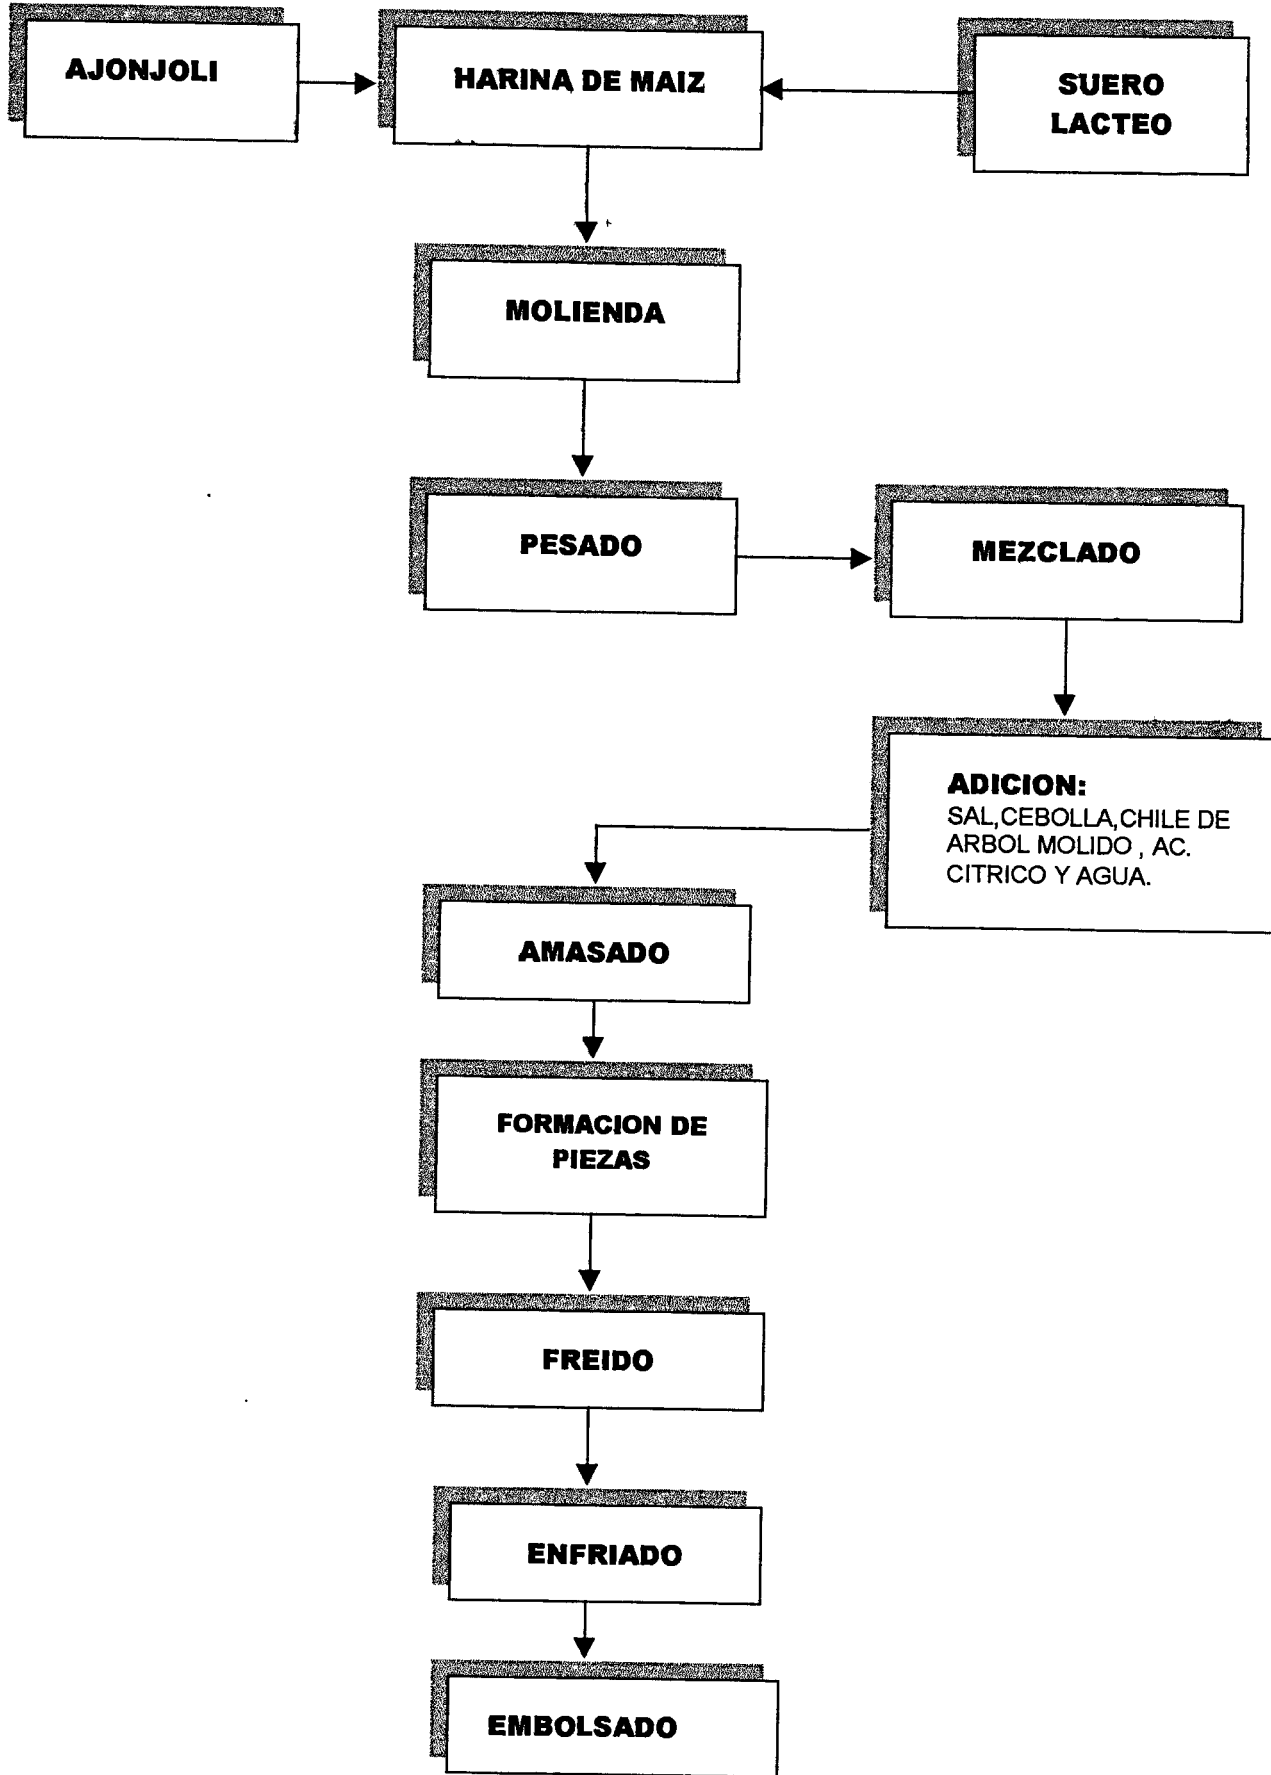 AJONJOLI
HARINA DE MAIZ
SUERO
LACTEO
MOLIENDA
PESADO
MEZCLADO
ADICION:
SAL,CEBOLLA,CHILE DE
ARBOL MOLIDO , AC.
CITRICO Y AGUA.
AMASADO
FORMACION DE
PIEZAS
FREIDO
ENFRIADO
EMBOLSADO